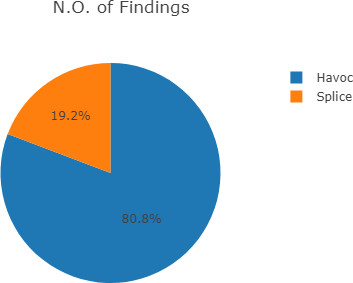 N.O. of Findings
Havoc
Splice
19.2%
80.8%